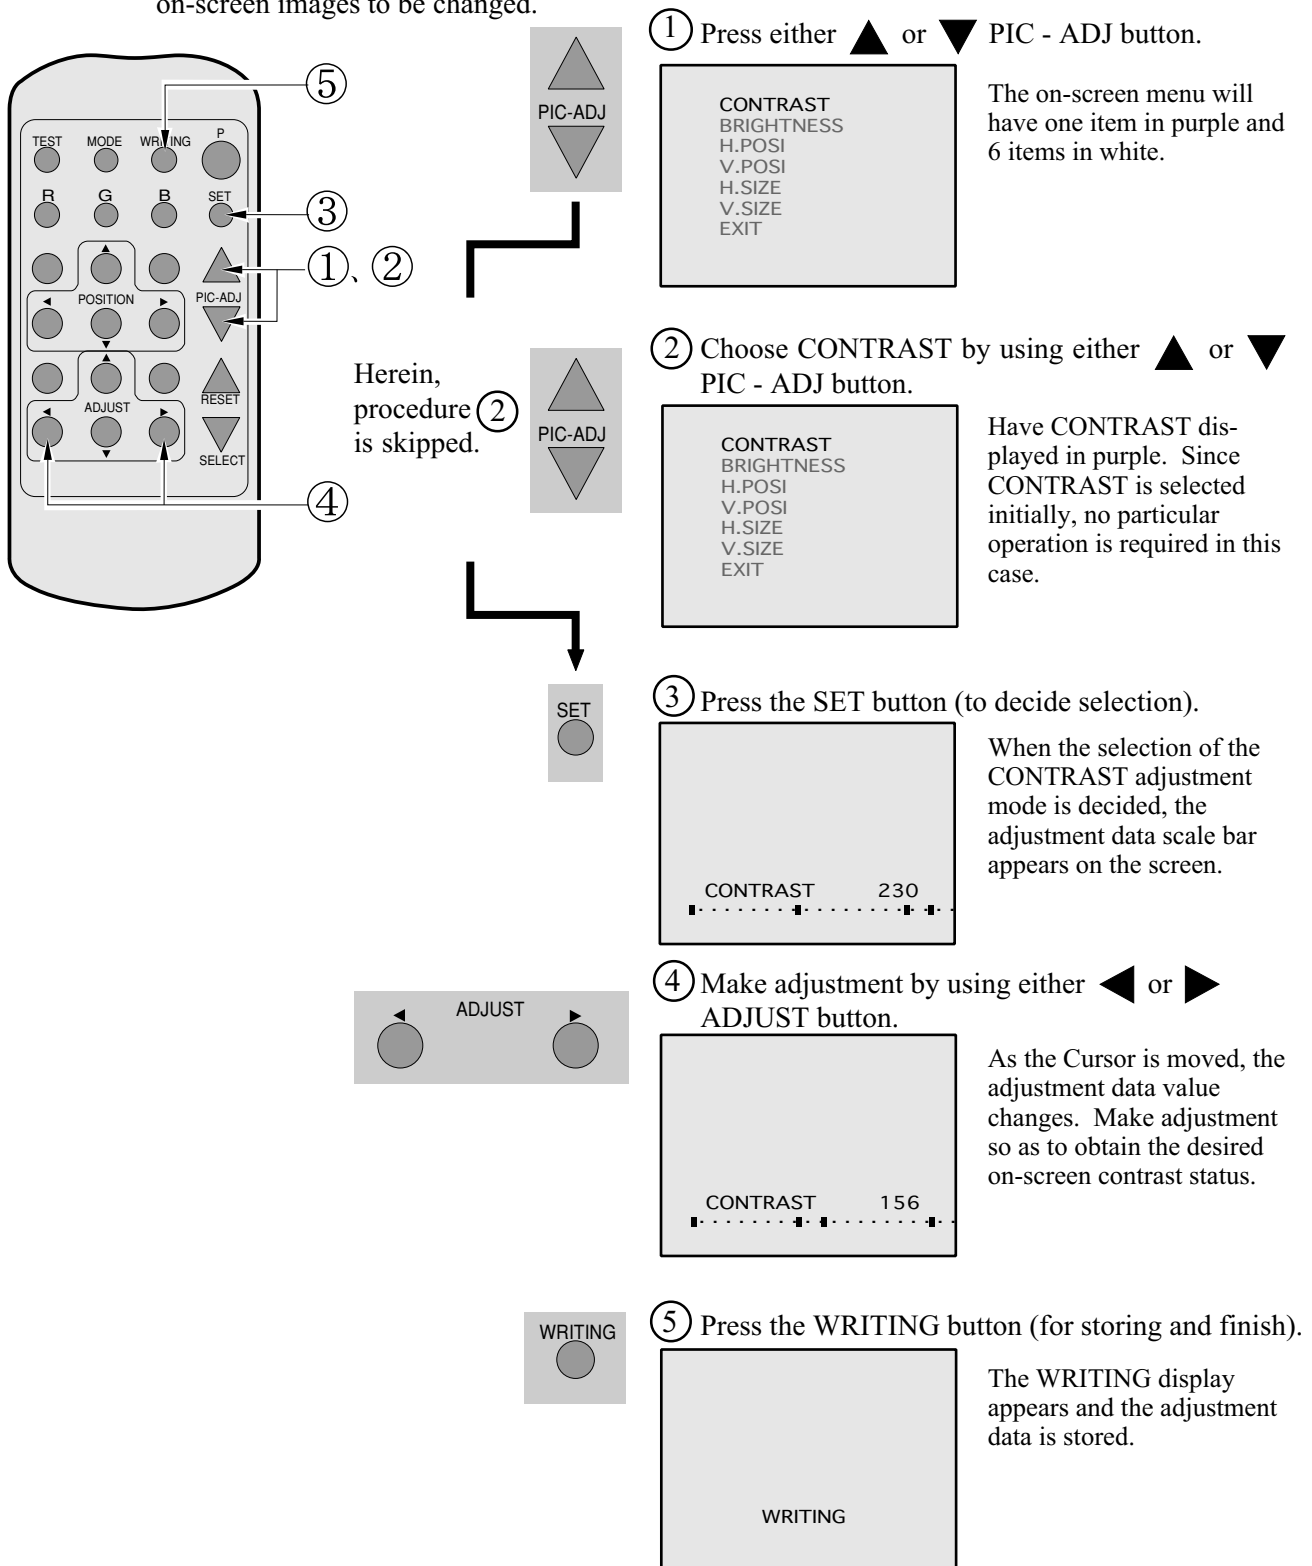 on-screen images to be changed.
TEST MODE WRITING P
R G B SET
POSITION PIC-ADJ
RESET
ADJUST
SELECT
⑤
③
①、②
④
PIC-ADJ
① Press either ▲ or ▼ PIC - ADJ button.
CONTRAST
BRIGHTNESS
H.POSI
V.POSI
H.SIZE
V.SIZE
EXIT
The on-screen menu will
have one item in purple and
6 items in white.
Herein,
procedure ②
is skipped.
PIC-ADJ
② Choose CONTRAST by using either ▲ or ▼
PIC - ADJ button.
CONTRAST
BRIGHTNESS
H.POSI
V.POSI
H.SIZE
V.SIZE
EXIT
Have CONTRAST dis-
played in purple. Since
CONTRAST is selected
initially, no particular
operation is required in this
case.
SET
③ Press the SET button (to decide selection).
CONTRAST 230
When the selection of the
CONTRAST adjustment
mode is decided, the
adjustment data scale bar
appears on the screen.
ADJUST
④ Make adjustment by using either ◀ or ▶
ADJUST button.
CONTRAST 156
As the Cursor is moved, the
adjustment data value
changes. Make adjustment
so as to obtain the desired
on-screen contrast status.
WRITING
⑤ Press the WRITING button (for storing and finish).
WRITING
The WRITING display
appears and the adjustment
data is stored.